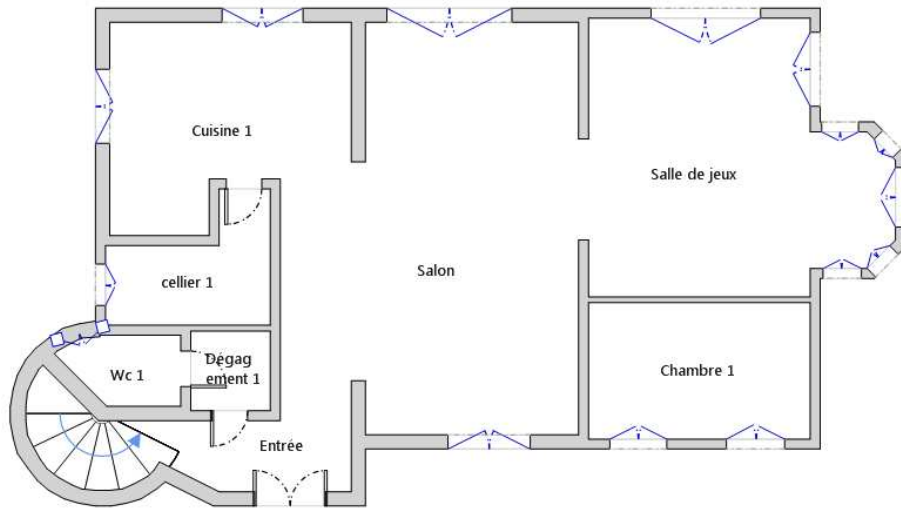 Cuisine 1
Salle de jeux
Salon
cellier 1
Dégag
ement 1
Wc 1
Chambre 1
Entrée